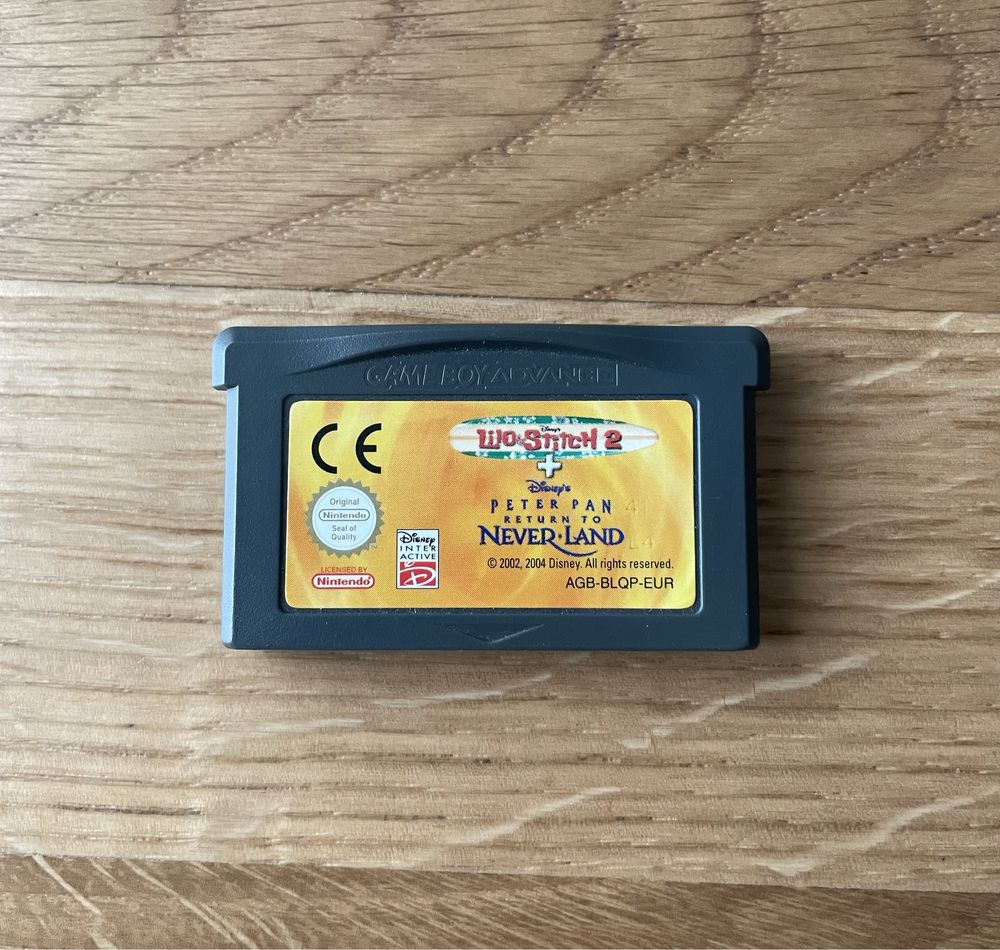 GAME BOY ADVANCE
CE
Original
Nintendo
Seal of
Quality
TM
LICENSED BY
Nintendo
DISNEY
INTER
ACTIVE
D
Disney's
LILO & STITCH 2
+
Disney's
PETER PAN
RETURN TO
NEVER·LAND
© 2002, 2004 Disney. All rights reserved.
AGB-BLQP-EUR